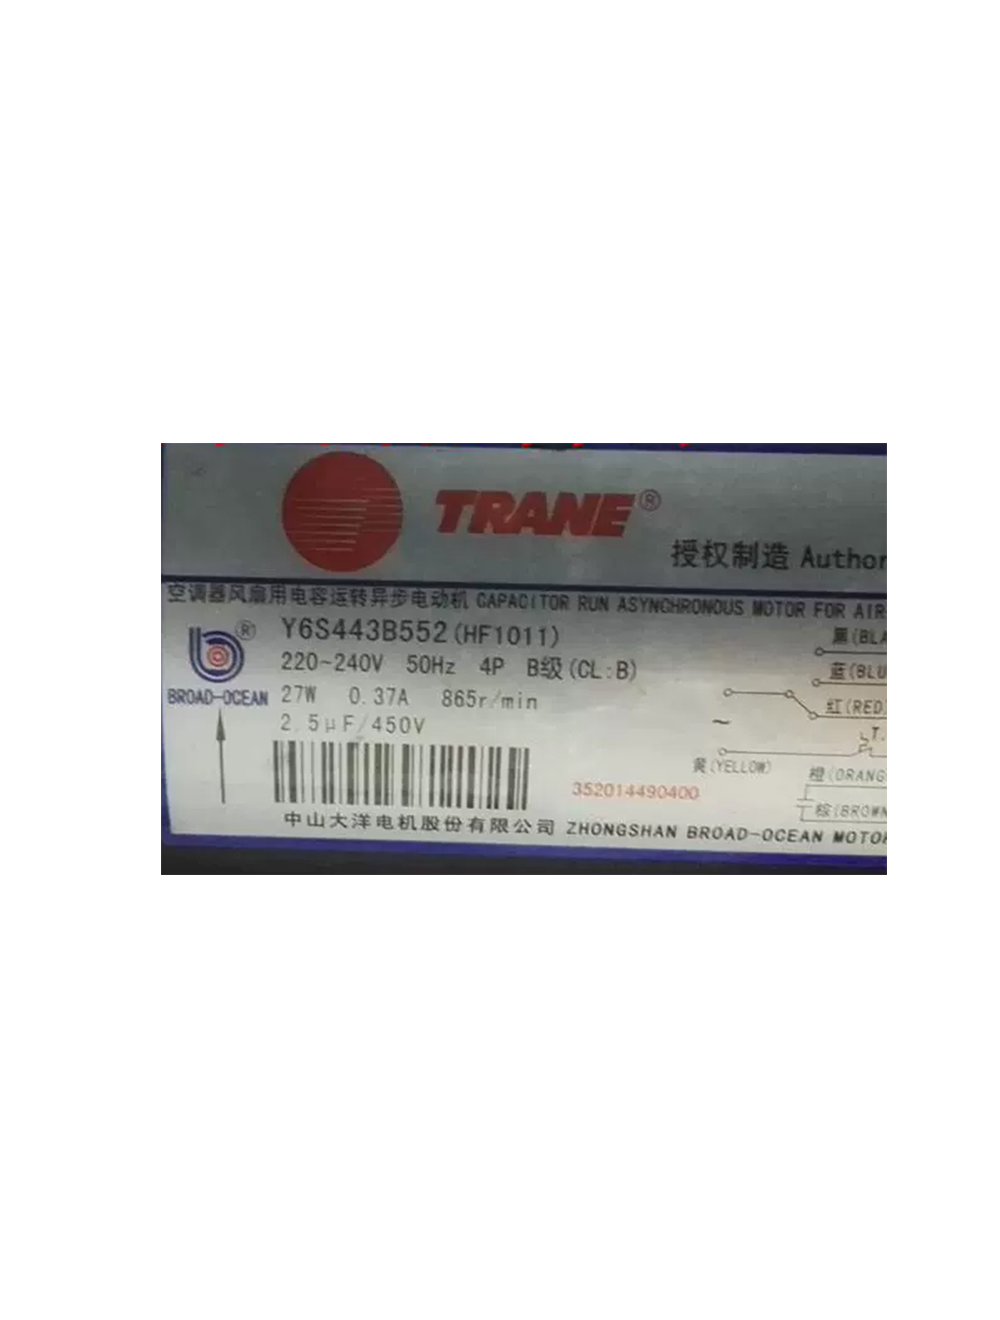 TRANE®
授权制造 Author
空调器风扇用电容运转异步电动机 CAPACITOR RUN ASYNCHRONOUS MOTOR FOR AIR
®
BROAD-OCEAN
Y6S443B552(HF1011)
220~240V 50Hz 4P B级(CL:B)
27W 0.37A 865r/min
2.5μF/450V
黑(BLA
蓝(BLU
红(RED
~
T.
黄(YELLOW)
橙(ORANG
棕(BROWN
352014490400
中山大洋电机股份有限公司 ZHONGSHAN BROAD-OCEAN MOTO